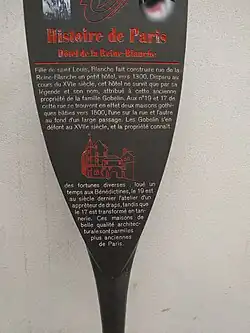 Histoire de Paris
Hôtel de la Reine-Blanche
Fille de saint Louis, Blanche fait construire rue de la
Reine-Blanche un petit hôtel, vers 1300. Disparu au
cours du XVIe siècle, cet hôtel ne survit que par sa
légende et son nom, attribué à cette ancienne
propriété de la famille Gobelin. Aux n°19 et 17 de
cette rue se trouvent en effet deux maisons gothi-
ques bâties vers 1500, l'une sur la rue et l'autre
au fond d'un large passage. Les Gobelin s'en
défont au XVIIe siècle, et la propriété connaît
des fortunes diverses : loué un
temps aux Bénédictines, le 19 est
au siècle dernier l'atelier d'un
apprêteur de draps, tandis que
le 17 est transformé en tan-
nerie. Ces maisons de
belle qualité architec-
turale sont parmi les
plus anciennes
de Paris.